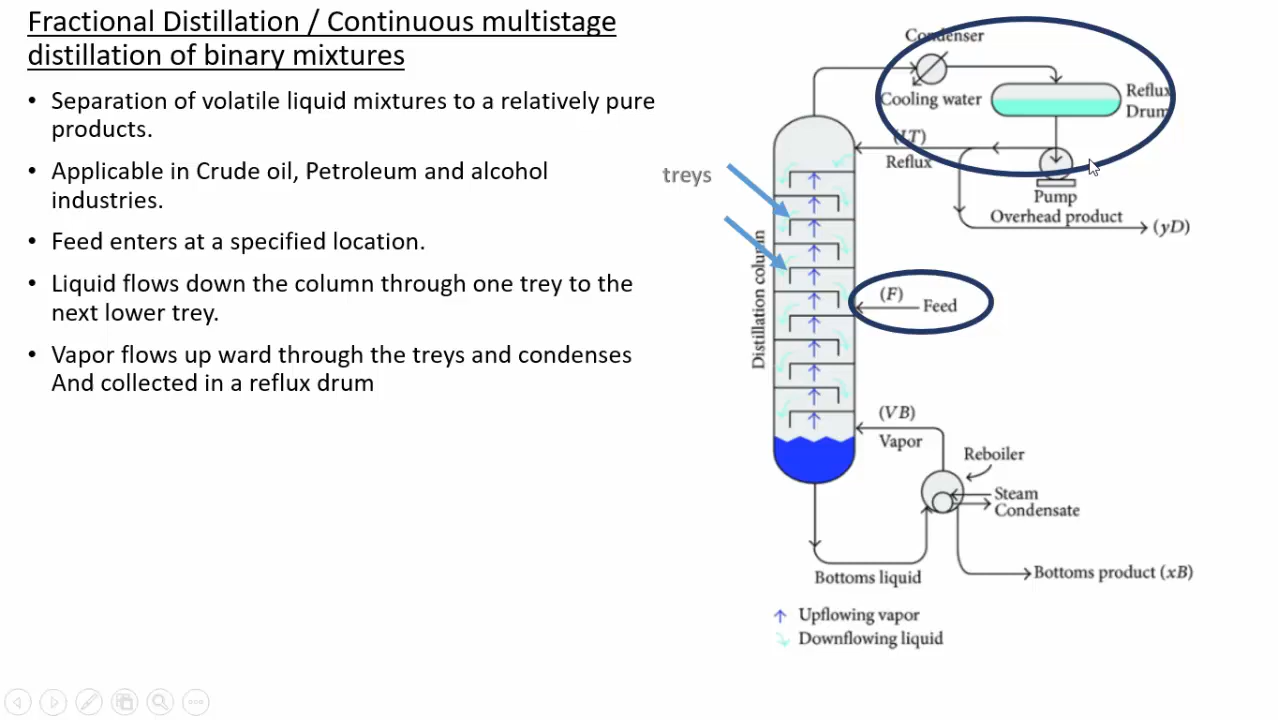 Fractional Distillation / Continuous multistage
distillation of binary mixtures
• Separation of volatile liquid mixtures to a relatively pure
products.
• Applicable in Crude oil, Petroleum and alcohol
industries.
• Feed enters at a specified location.
• Liquid flows down the column through one trey to the
next lower trey.
• Vapor flows up ward through the treys and condenses
And collected in a reflux drum
treys
Condenser
Cooling water
Reflux
Drum
(LT)
Reflux
Pump
Overhead product
(yD)
Distillation column
(F)
Feed
(VB)
Vapor
Reboiler
Steam
Condensate
Bottoms liquid
Bottoms product (xB)
Upflowing vapor
Downflowing liquid